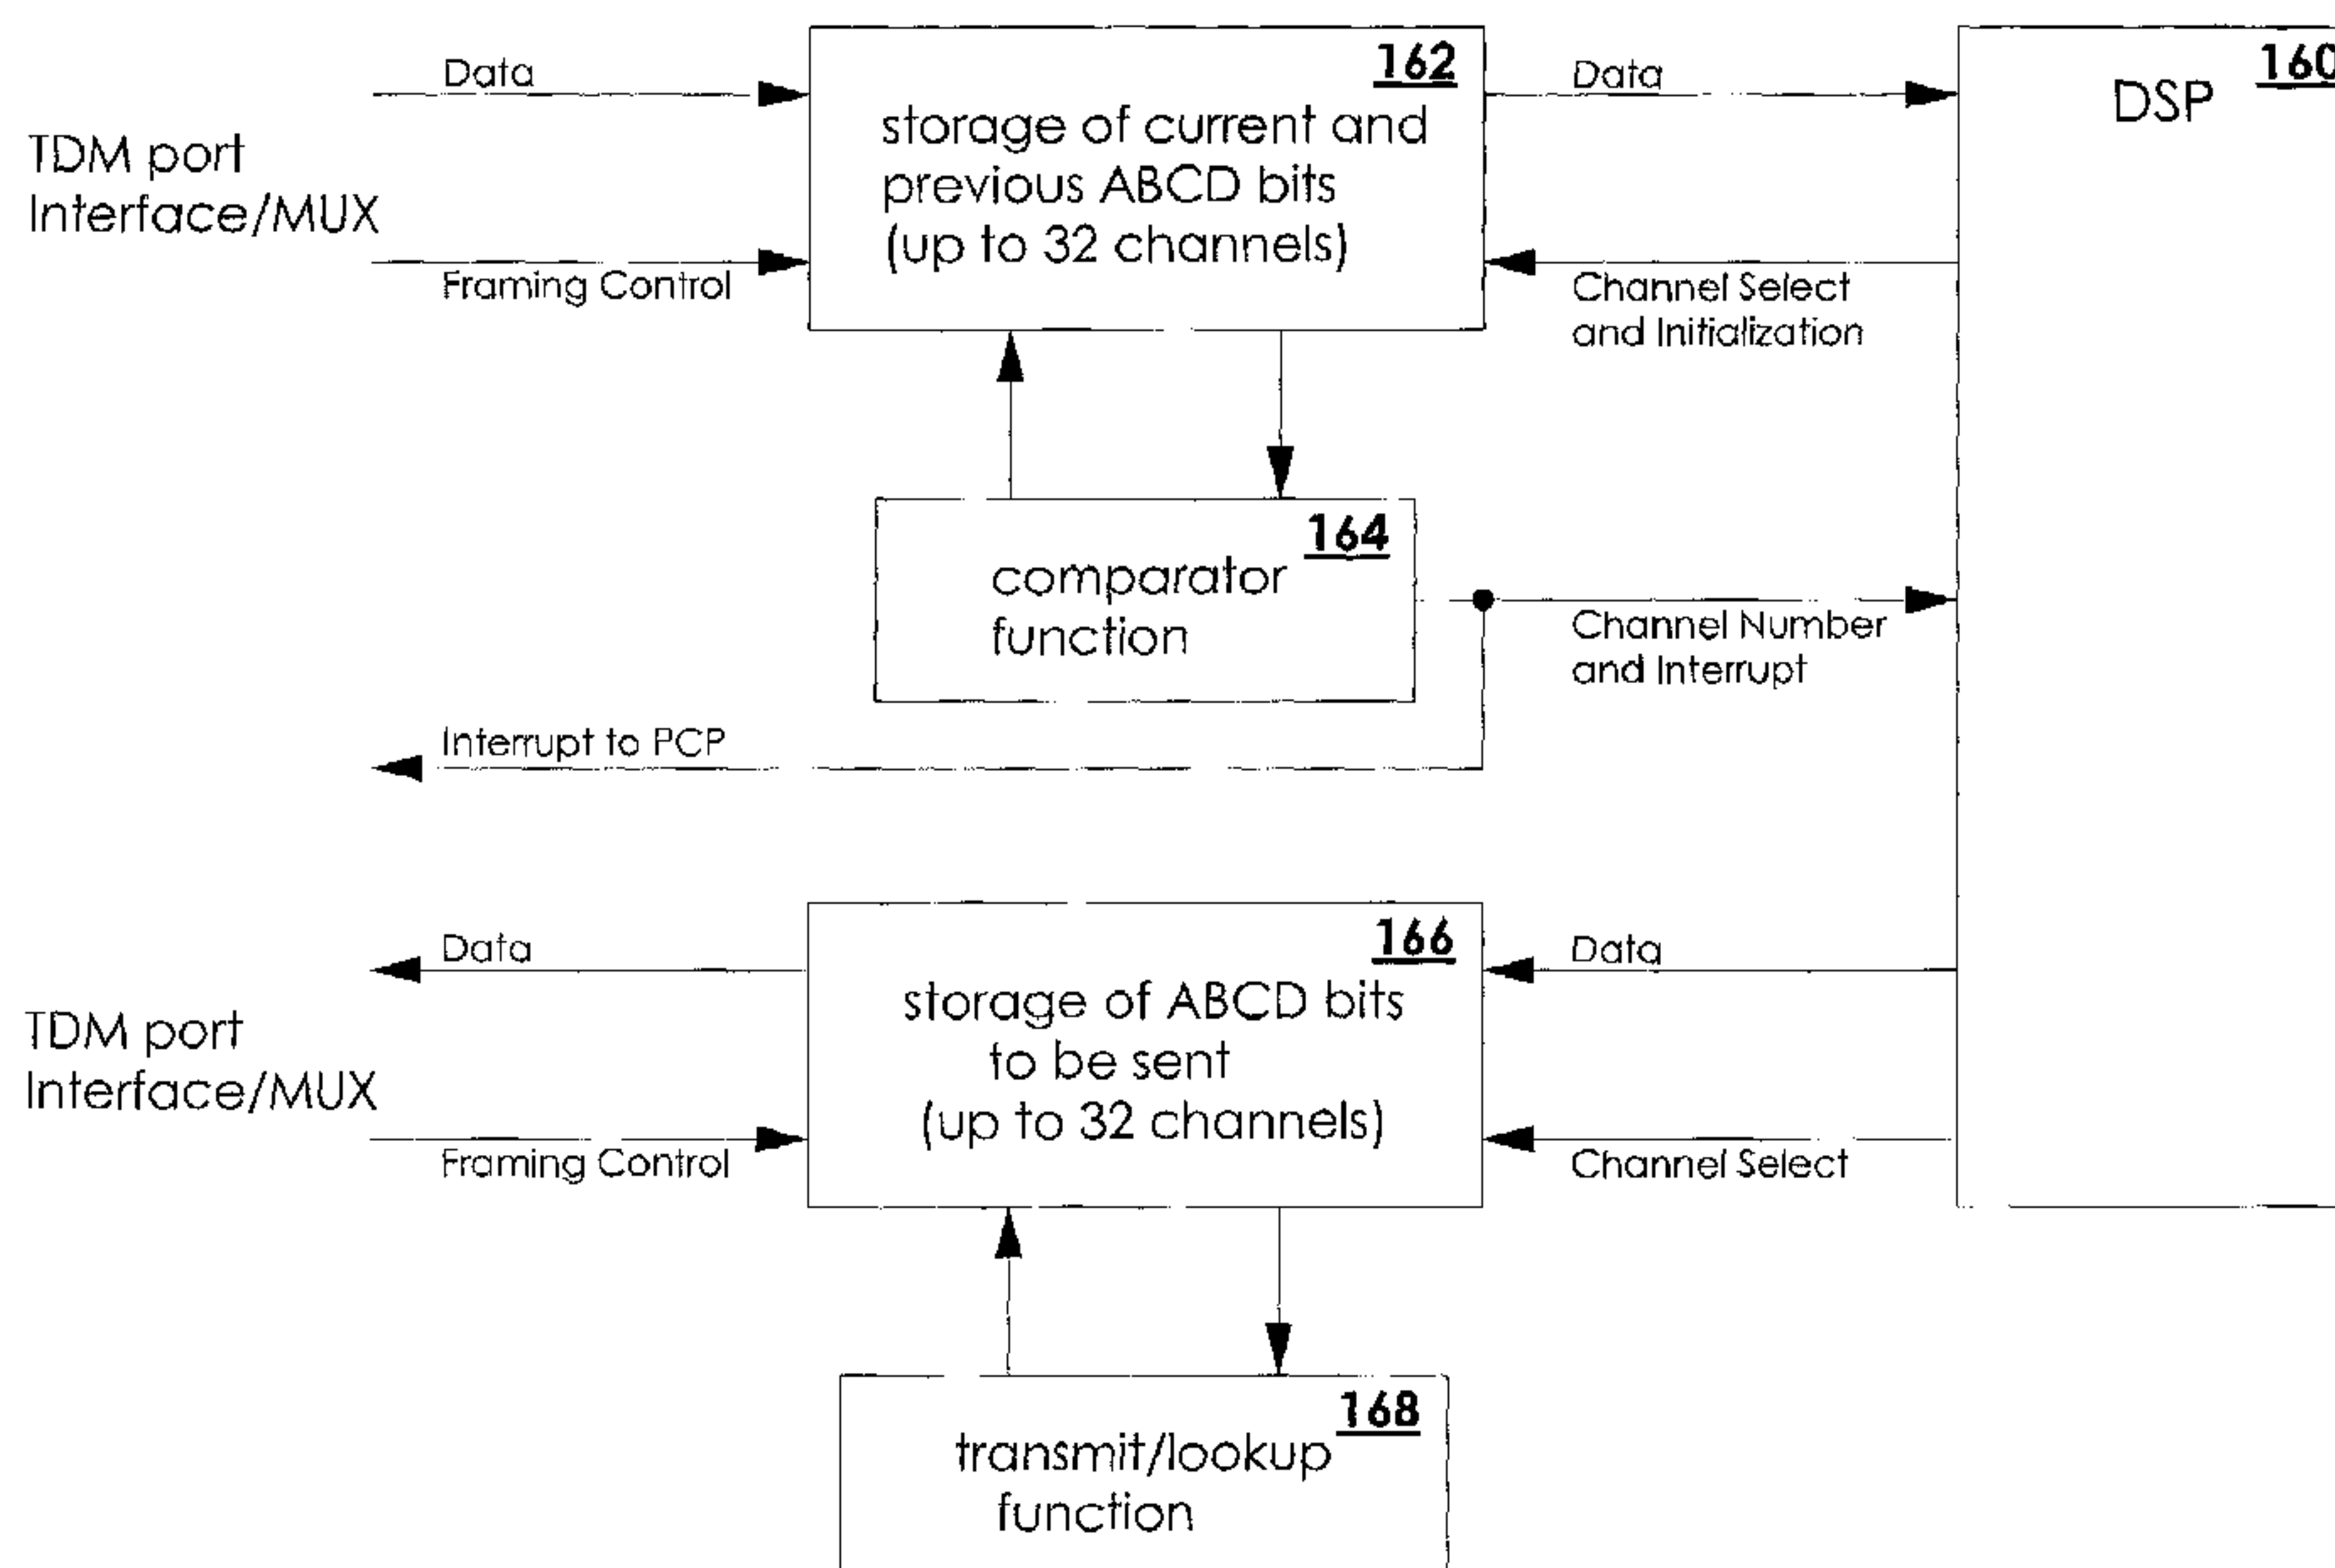 162
160
Data
Data
DSP
storage of current and
previous ABCD bits
(up to 32 channels)
TDM port
Interface/MUX
Framing Control
Channel Select
and Initialization
164
comparator
function
Channel Number
and Interrupt
Interrupt to PCP
166
Data
Data
storage of ABCD bits
to be sent
(up to 32 channels)
TDM port
Interface/MUX
Framing Control
Channel Select
168
transmit/lookup
function